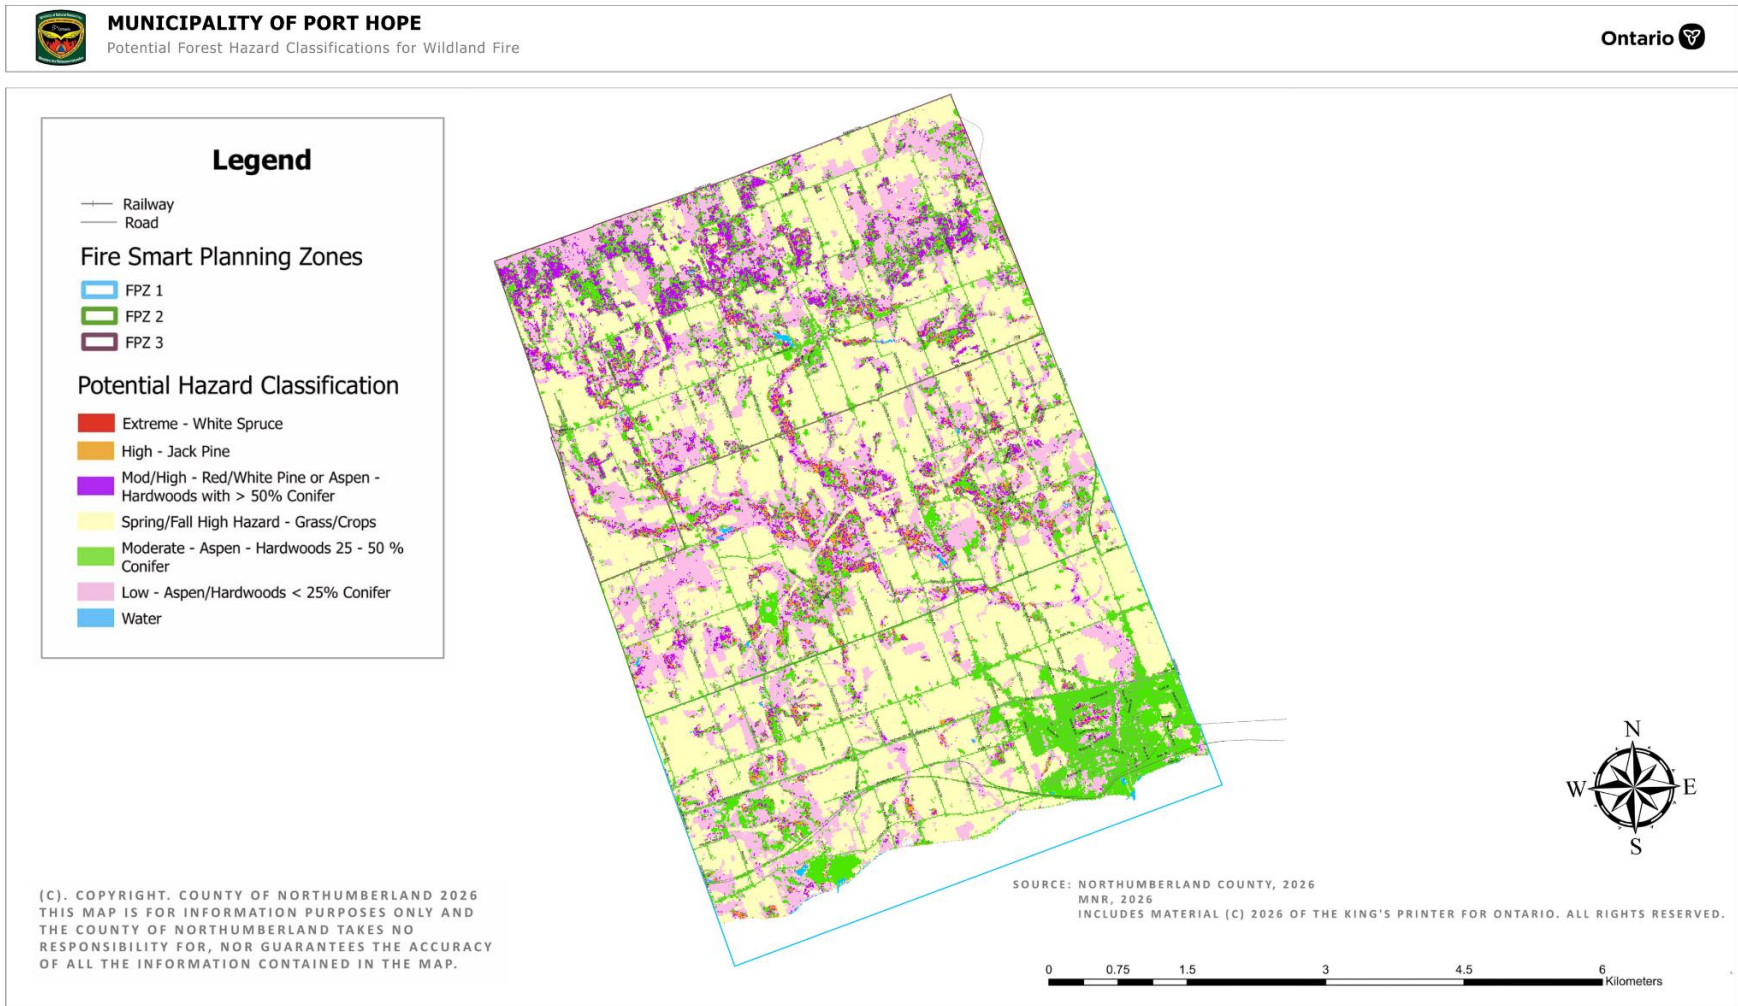 MUNICIPALITY OF PORT HOPE
Potential Forest Hazard Classifications for Wildland Fire
Ontario
Legend
Railway
Road
Fire Smart Planning Zones
FPZ 1
FPZ 2
FPZ 3
Potential Hazard Classification
Extreme - White Spruce
High - Jack Pine
Mod/High - Red/White Pine or Aspen -
Hardwoods with > 50% Conifer
Spring/Fall High Hazard - Grass/Crops
Moderate - Aspen - Hardwoods 25 - 50 %
Conifer
Low - Aspen/Hardwoods < 25% Conifer
Water
N
W E
S
(C). COPYRIGHT. COUNTY OF NORTHUMBERLAND 2026
THIS MAP IS FOR INFORMATION PURPOSES ONLY AND
THE COUNTY OF NORTHUMBERLAND TAKES NO
RESPONSIBILITY FOR, NOR GUARANTEES THE ACCURACY
OF ALL THE INFORMATION CONTAINED IN THE MAP.
SOURCE: NORTHUMBERLAND COUNTY, 2026
MNR, 2026
INCLUDES MATERIAL (C) 2026 OF THE KING'S PRINTER FOR ONTARIO. ALL RIGHTS RESERVED.
0 0.75 1.5 3 4.5 6
Kilometers